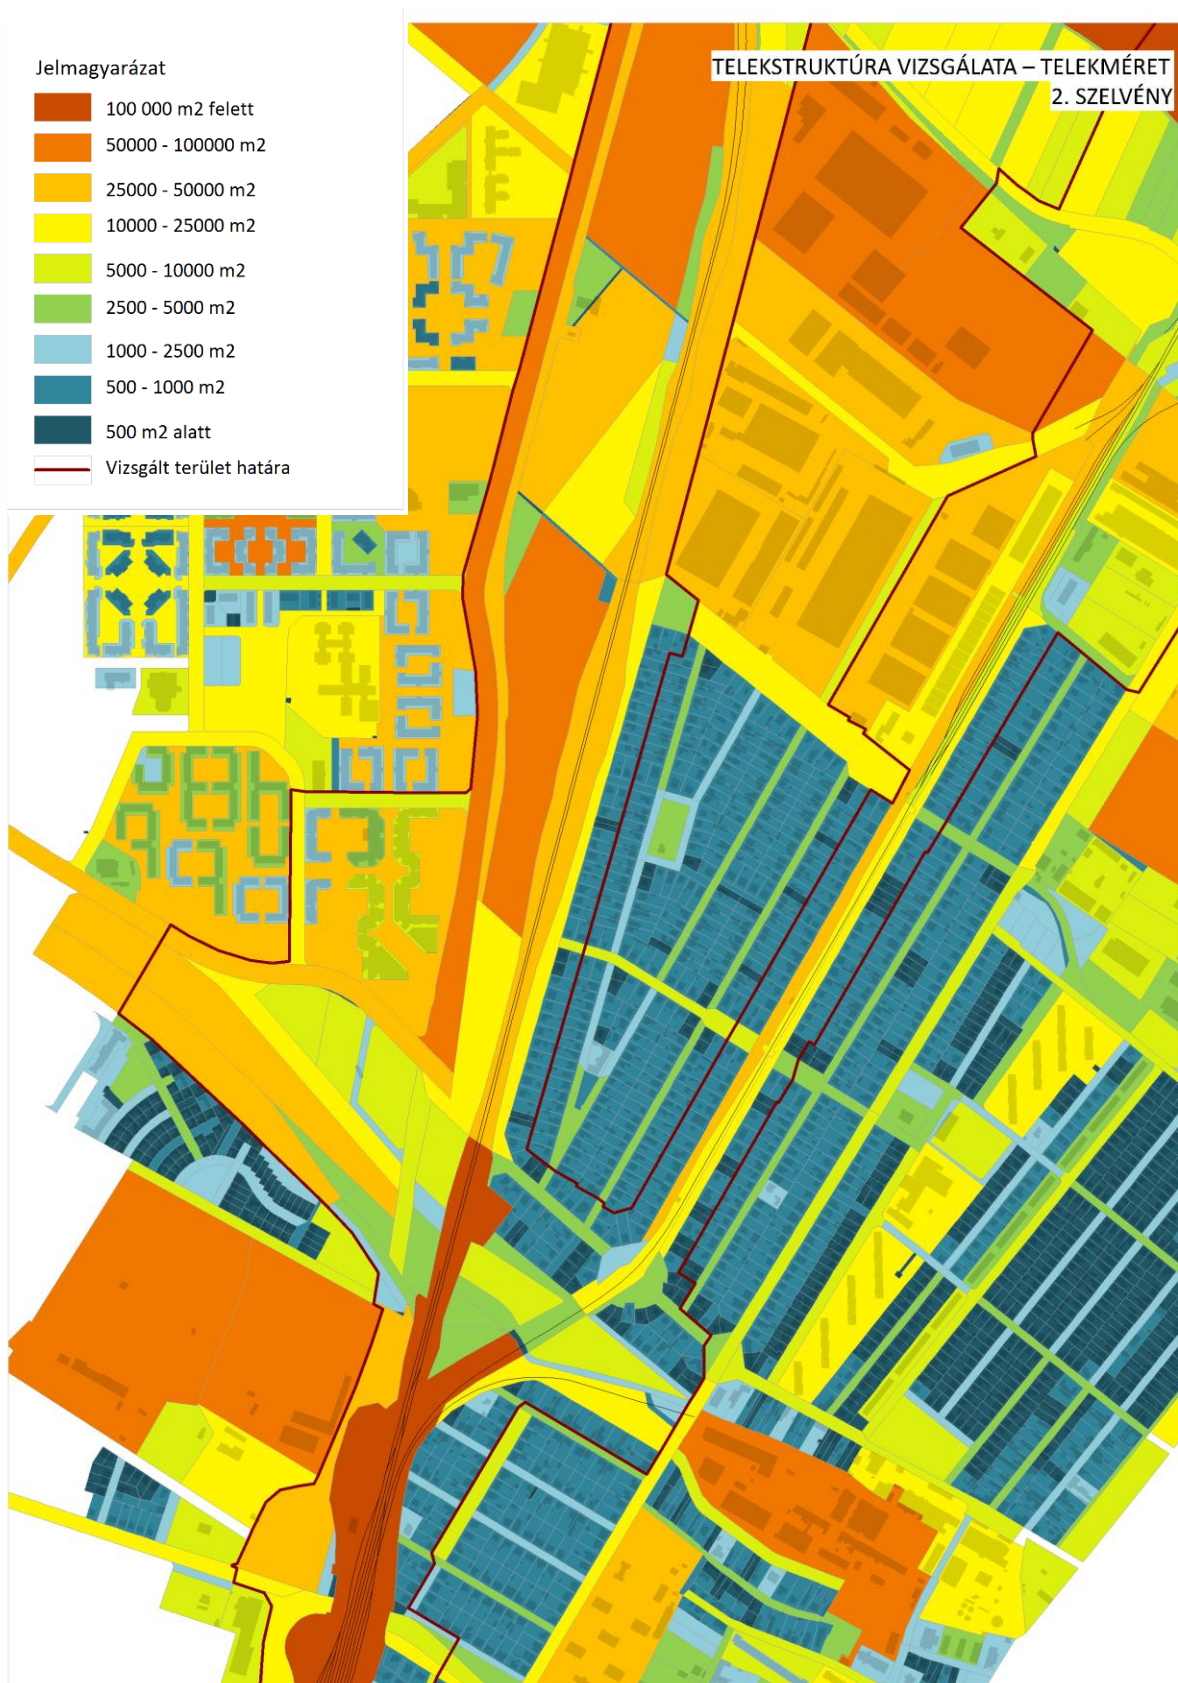 TELEKSTRUKTÚRA VIZSGÁLATA – TELEKMÉRET
2. SZELVÉNY
Jelmagyarázat
100 000 m2 felett
50000 - 100000 m2
25000 - 50000 m2
10000 - 25000 m2
5000 - 10000 m2
2500 - 5000 m2
1000 - 2500 m2
500 - 1000 m2
500 m2 alatt
Vizsgált terület határa